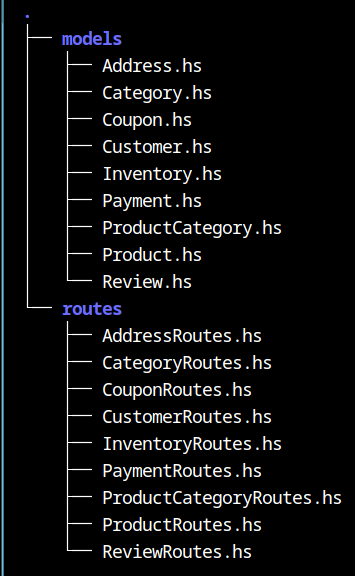 .
models
Address.hs
Category.hs
Coupon.hs
Customer.hs
Inventory.hs
Payment.hs
ProductCategory.hs
Product.hs
Review.hs
routes
AddressRoutes.hs
CategoryRoutes.hs
CouponRoutes.hs
CustomerRoutes.hs
InventoryRoutes.hs
PaymentRoutes.hs
ProductCategoryRoutes.hs
ProductRoutes.hs
ReviewRoutes.hs